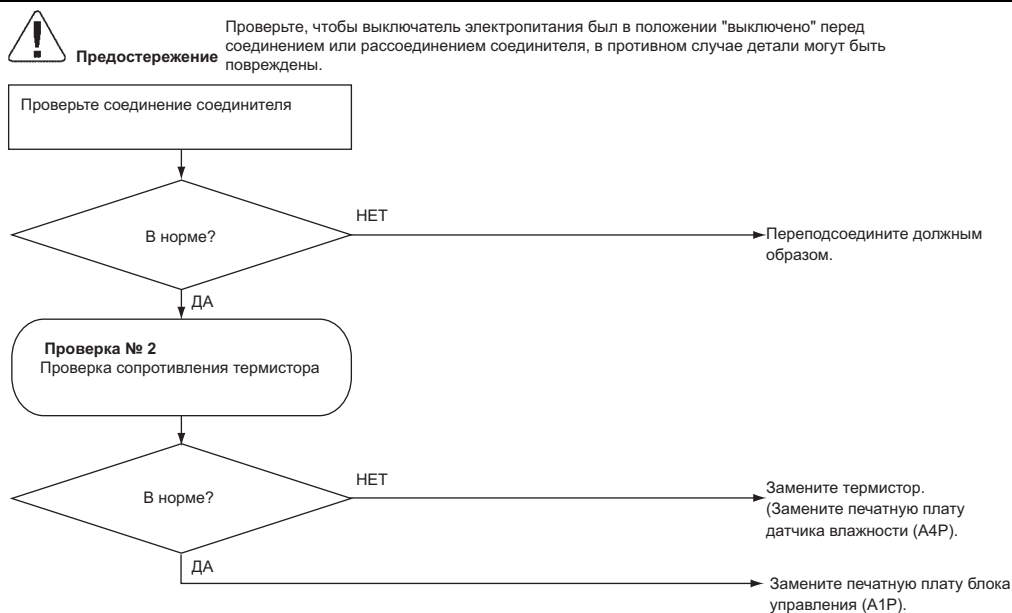 Предостережение
Проверьте, чтобы выключатель электропитания был в положении "выключено" перед
соединением или рассоединением соединителя, в противном случае детали могут быть
повреждены.
Проверьте соединение соединителя
В норме?
НЕТ
Переподсоедините должным
образом.
ДА
Проверка № 2
Проверка сопротивления термистора
В норме?
НЕТ
Замените термистор.
(Замените печатную плату
датчика влажности (A4P).
ДА
Замените печатную плату блока
управления (A1P).